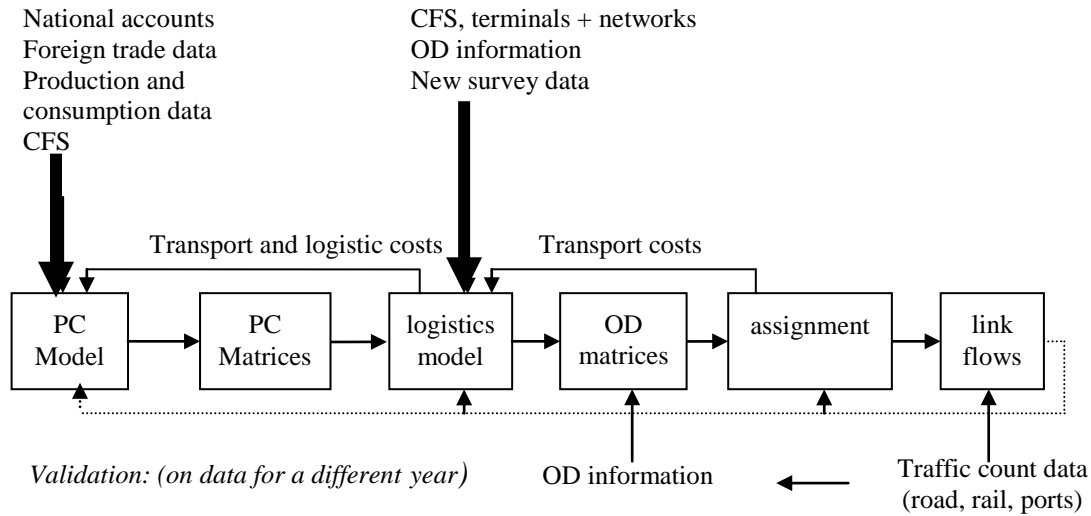 National accounts
Foreign trade data
Production and
consumption data
CFS
CFS, terminals + networks
OD information
New survey data
Transport and logistic costs
Transport costs
PC
Model
PC
Matrices
logistics
model
OD
matrices
assignment
link
flows
Validation: (on data for a different year)
OD information
Traffic count data
(road, rail, ports)